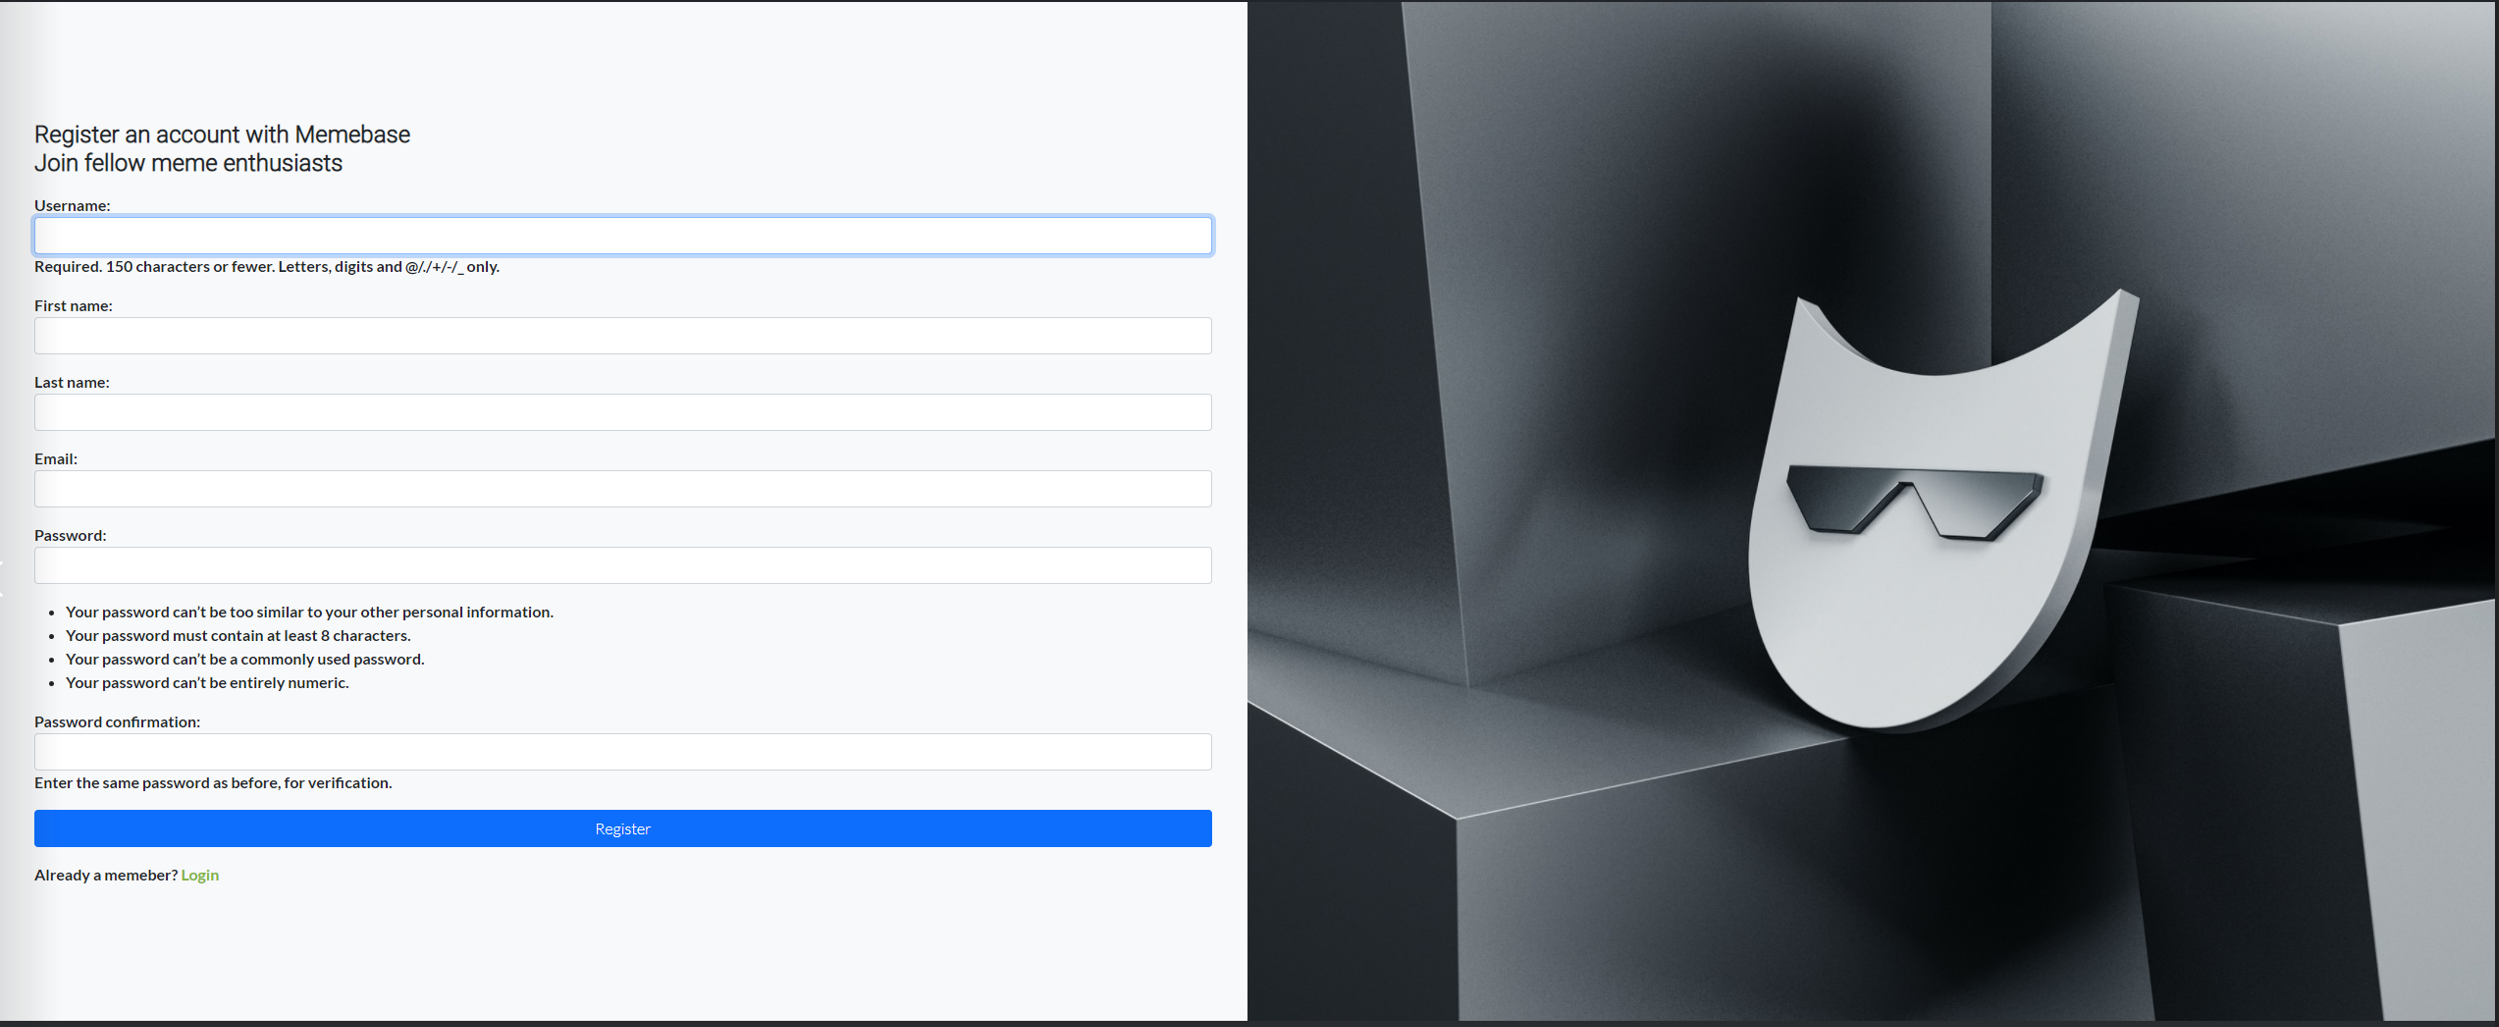 Register an account with Memebase
Join fellow meme enthusiasts
Username:
Required. 150 characters or fewer. Letters, digits and @/./+/-/_ only.
First name:
Last name:
Email:
Password:
Your password can’t be too similar to your other personal information.
Your password must contain at least 8 characters.
Your password can’t be a commonly used password.
Your password can’t be entirely numeric.
Password confirmation:
Enter the same password as before, for verification.
Register
Already a memeber? Login